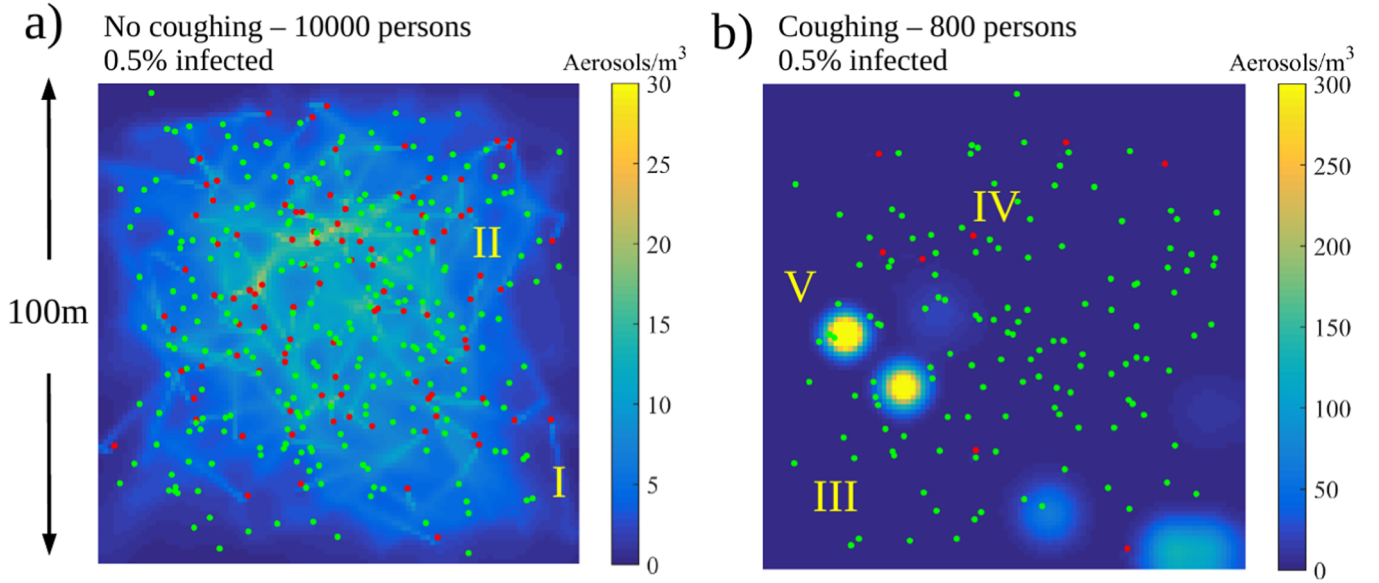 a)
No coughing – 10000 persons
0.5% infected
Aerosols/m³
30
25
20
15
10
5
0
100m
II
I
b)
Coughing – 800 persons
0.5% infected
Aerosols/m³
300
250
200
150
100
50
0
IV
V
III